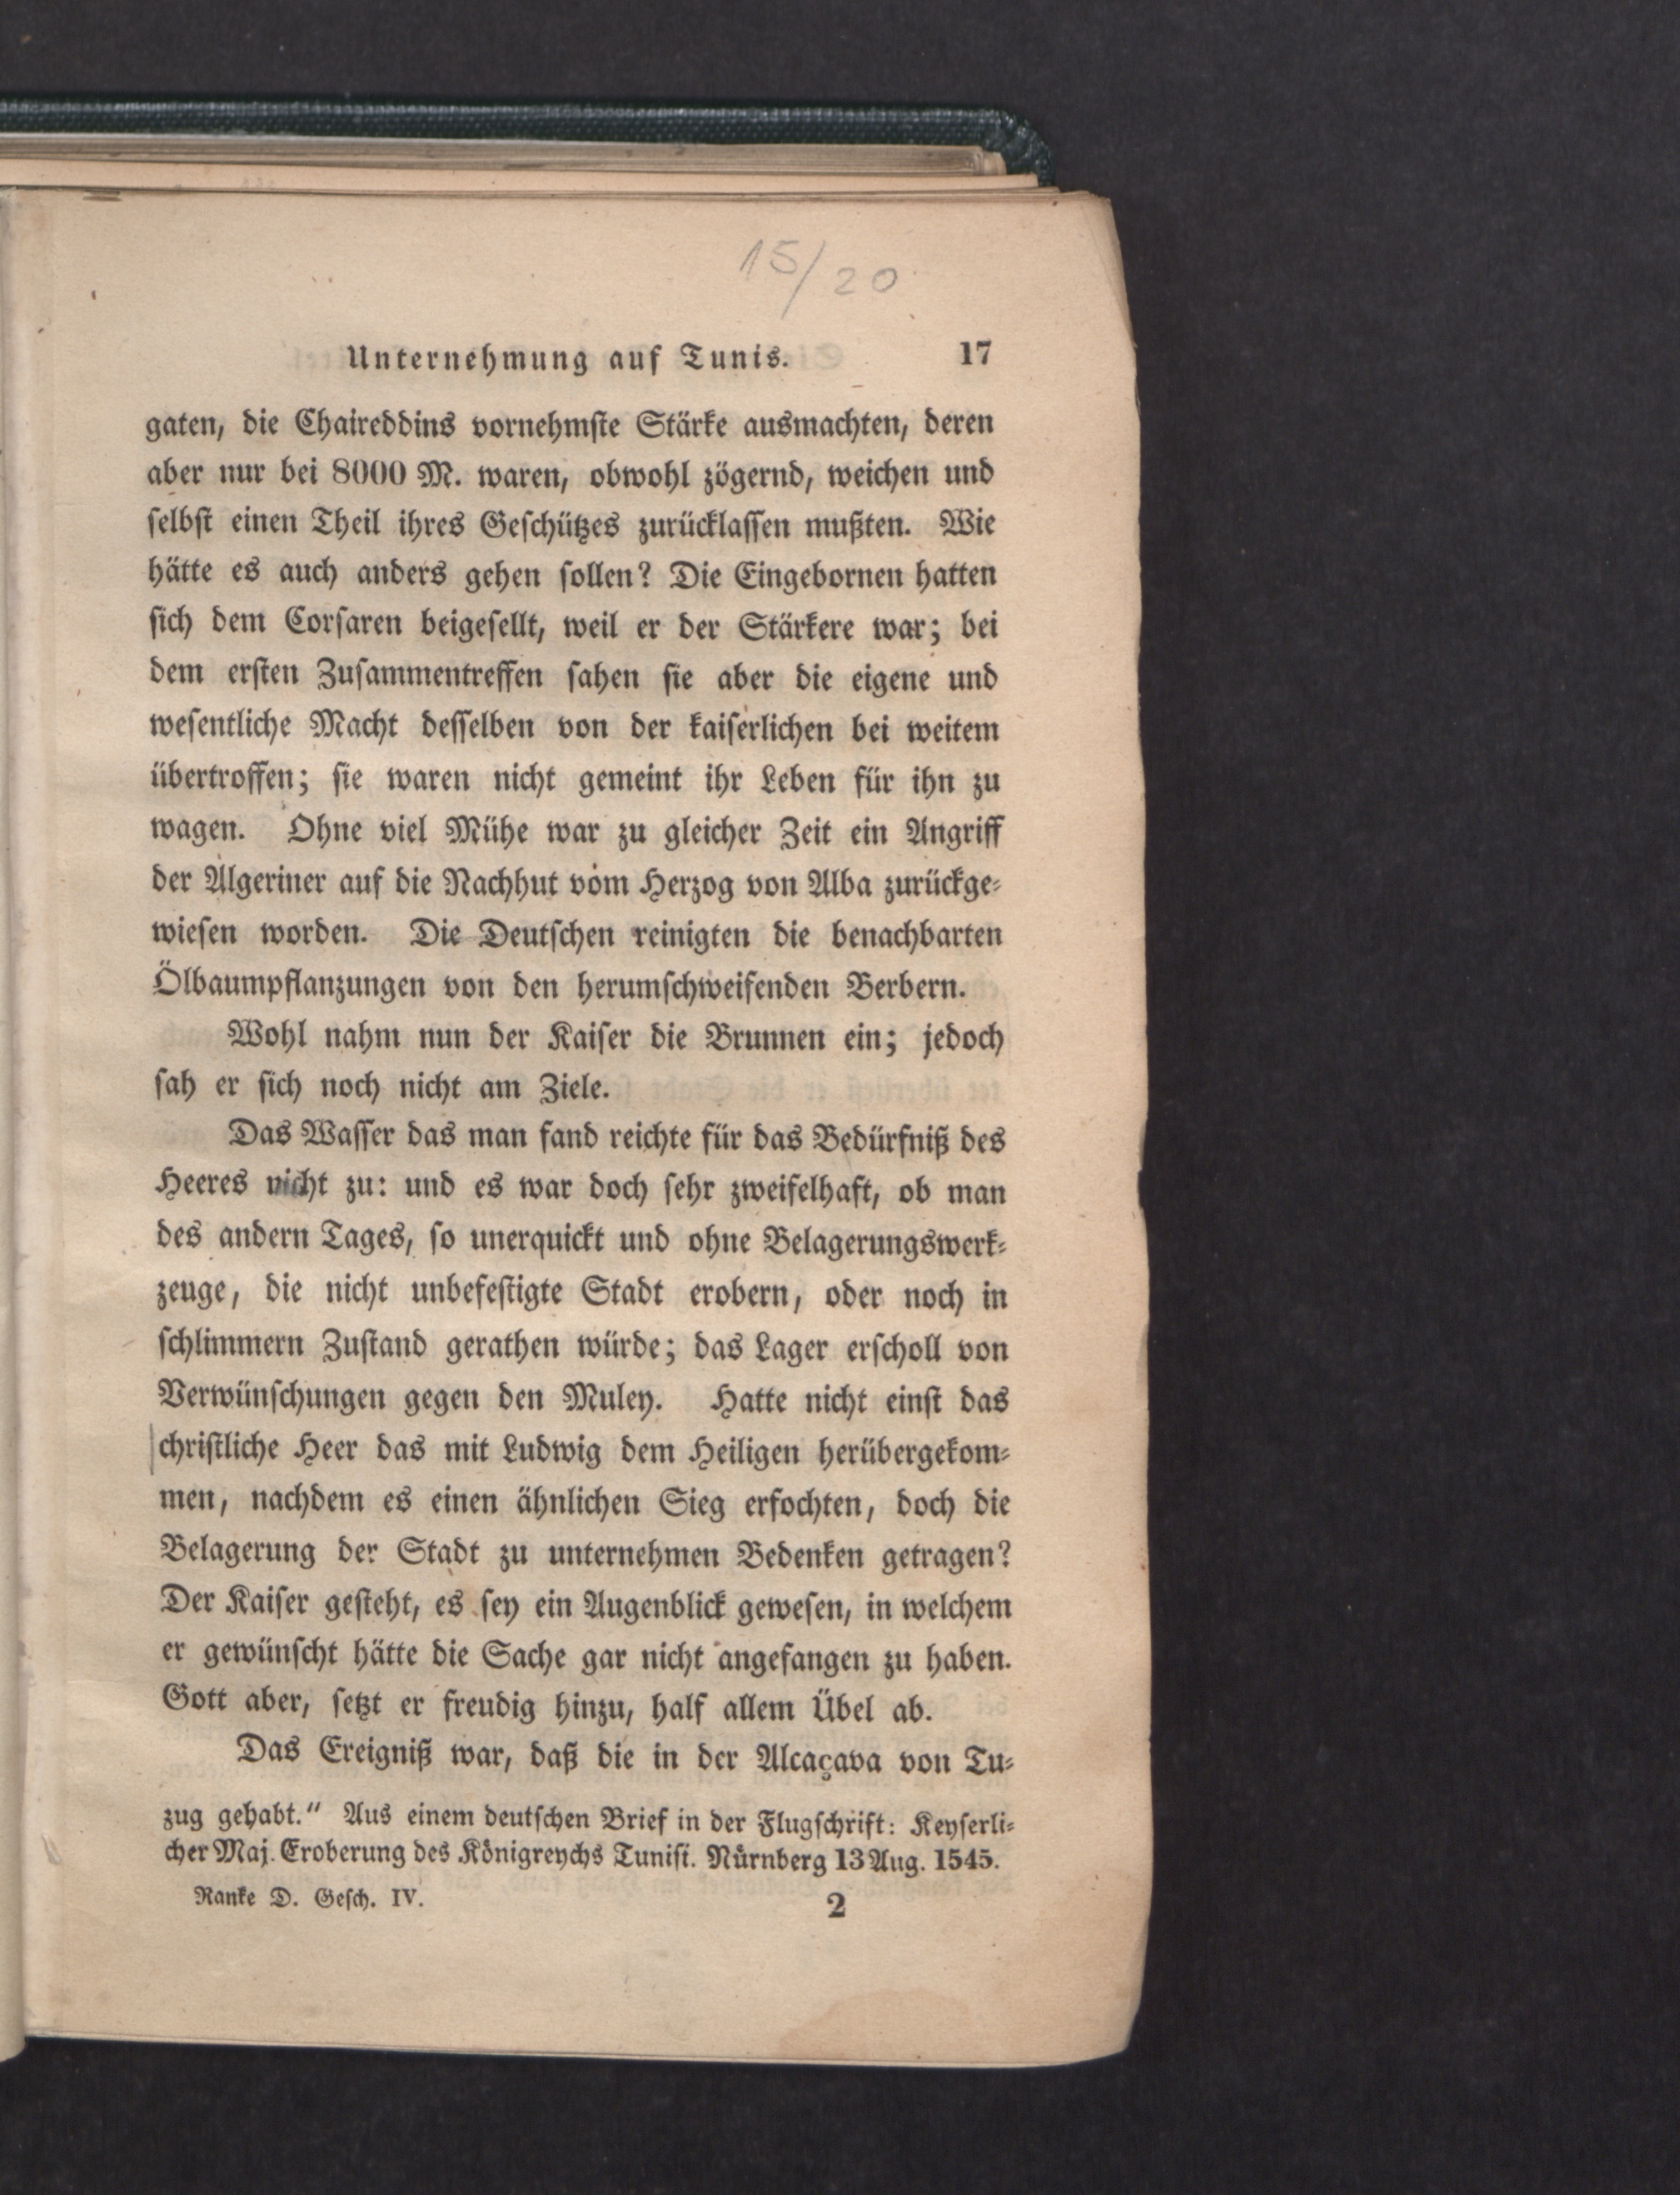 15/20
Unternehmung auf Tunis. 17
gaten, die Chaireddins vornehmſte Stärke ausmachten, deren
aber nur bei 8000 M. waren, obwohl zögernd, weichen und
ſelbſt einen Theil ihres Geſchützes zurücklaſſen mußten. Wie
hätte es auch anders gehen ſollen? Die Eingebornen hatten
ſich dem Corſaren beigeſellt, weil er der Stärkere war; bei
dem erſten Zuſammentreffen ſahen ſie aber die eigene und
weſentliche Macht deſſelben von der kaiſerlichen bei weitem
übertroffen; ſie waren nicht gemeint ihr Leben für ihn zu
wagen. Ohne viel Mühe war zu gleicher Zeit ein Angriff
der Algeriner auf die Nachhut vom Herzog von Alba zurückge⸗
wieſen worden. Die Deutſchen reinigten die benachbarten
Ölbaumpflanzungen von den herumſchweifenden Berbern.
Wohl nahm nun der Kaiſer die Brunnen ein; jedoch
ſah er ſich noch nicht am Ziele.
Das Waſſer das man fand reichte für das Bedürfniß des
Heeres nicht zu: und es war doch ſehr zweifelhaft, ob man
des andern Tages, ſo unerquickt und ohne Belagerungswerk⸗
zeuge, die nicht unbefeſtigte Stadt erobern, oder noch in
ſchlimmern Zuſtand gerathen würde; das Lager erſcholl von
Verwünſchungen gegen den Muley. Hatte nicht einſt das
chriſtliche Heer das mit Ludwig dem Heiligen herübergekom⸗
men, nachdem es einen ähnlichen Sieg erfochten, doch die
Belagerung der Stadt zu unternehmen Bedenken getragen?
Der Kaiſer geſteht, es ſey ein Augenblick geweſen, in welchem
er gewünſcht hätte die Sache gar nicht angefangen zu haben.
Gott aber, ſetzt er freudig hinzu, half allem Übel ab.
Das Ereigniß war, daß die in der Alcaçava von Tu⸗
zug gehabt.“ Aus einem deutſchen Brief in der Flugſchrift: Keyſerli⸗
cher Maj. Eroberung des Koͤnigreychs Tuniſi. Nuͤrnberg 13 Aug. 1545.
Ranke D. Geſch. IV. 2